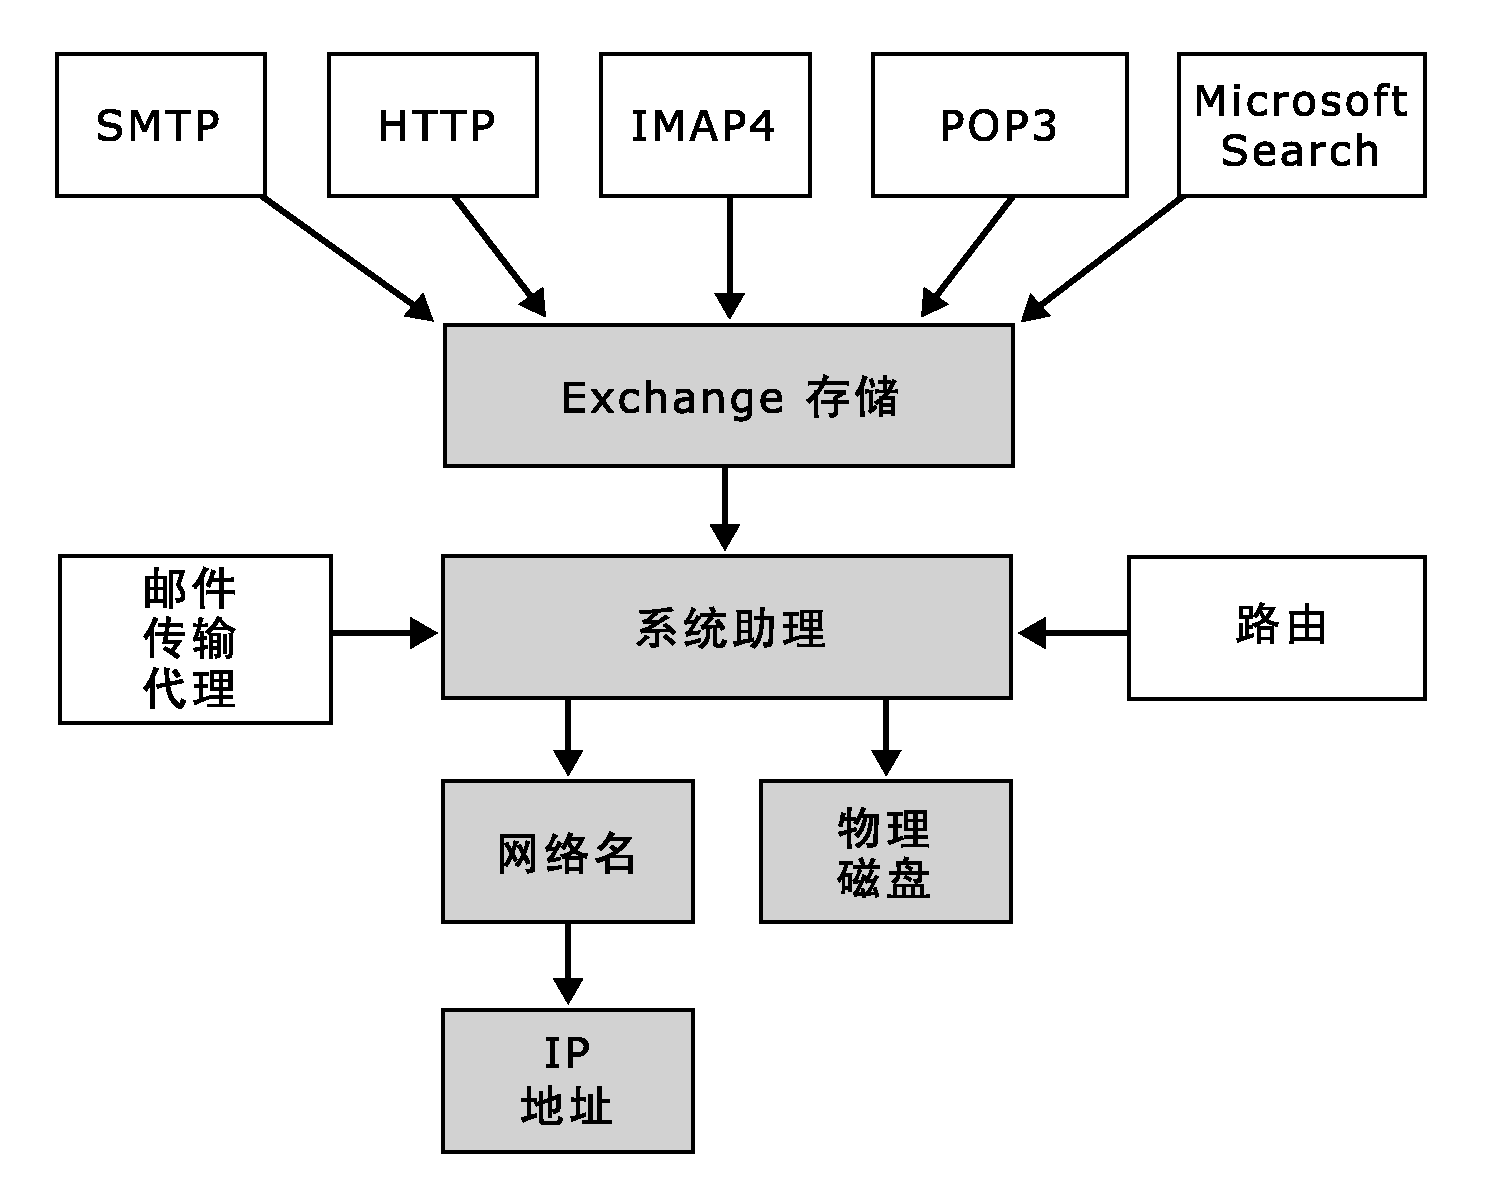 SMTP
HTTP
IMAP4
POP3
Microsoft
Search
Exchange 存储
邮件
传输
代理
系统助理
路由
网络名
物理
磁盘
IP
地址